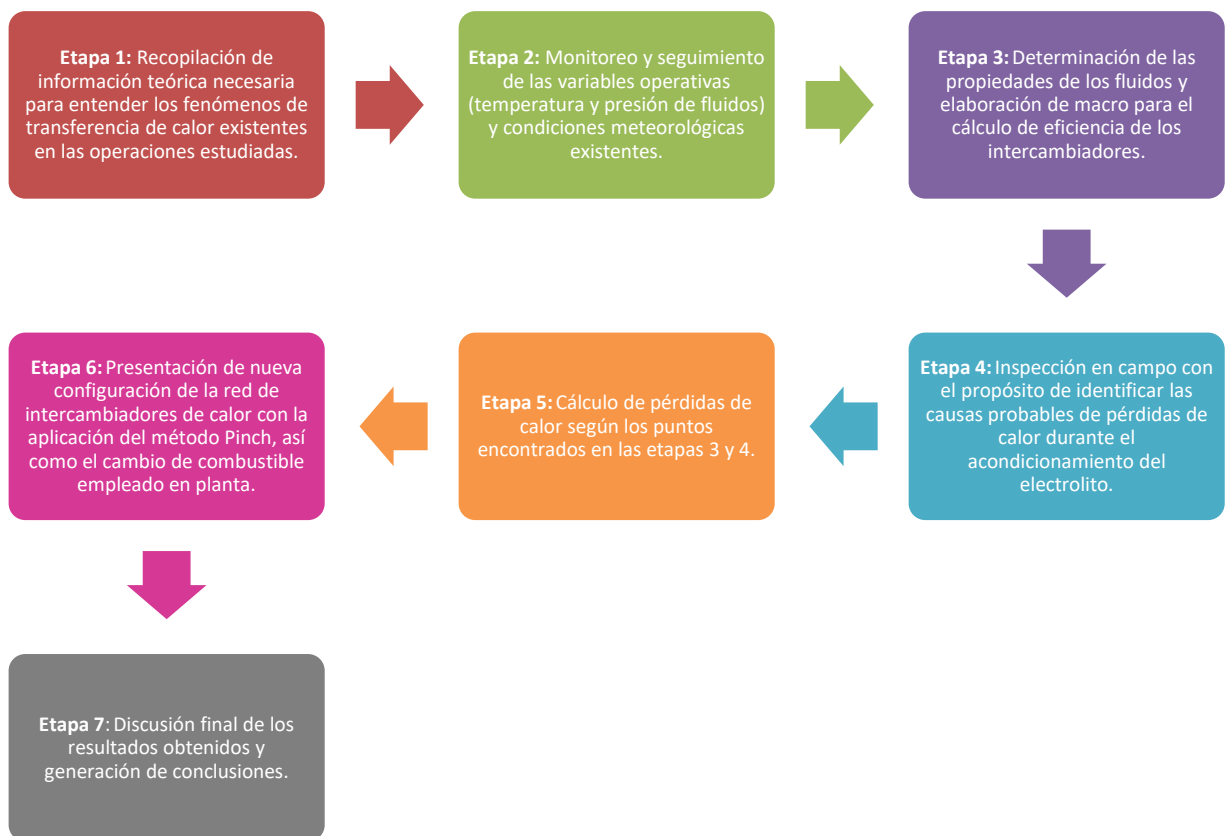 Etapa 1: Recopilación de
información teórica necesaria
para entender los fenómenos de
transferencia de calor existentes
en las operaciones estudiadas.
Etapa 2: Monitoreo y seguimiento
de las variables operativas
(temperatura y presión de fluidos)
y condiciones meteorológicas
existentes.
Etapa 3: Determinación de las
propiedades de los fluidos y
elaboración de macro para el
cálculo de eficiencia de los
intercambiadores.
Etapa 4: Inspección en campo con
el propósito de identificar las
causas probables de pérdidas de
calor durante el
acondicionamiento del
electrolito.
Etapa 5: Cálculo de pérdidas de
calor según los puntos
encontrados en las etapas 3 y 4.
Etapa 6: Presentación de nueva
configuración de la red de
intercambiadores de calor con la
aplicación del método Pinch, así
como el cambio de combustible
empleado en planta.
Etapa 7: Discusión final de los
resultados obtenidos y
generación de conclusiones.